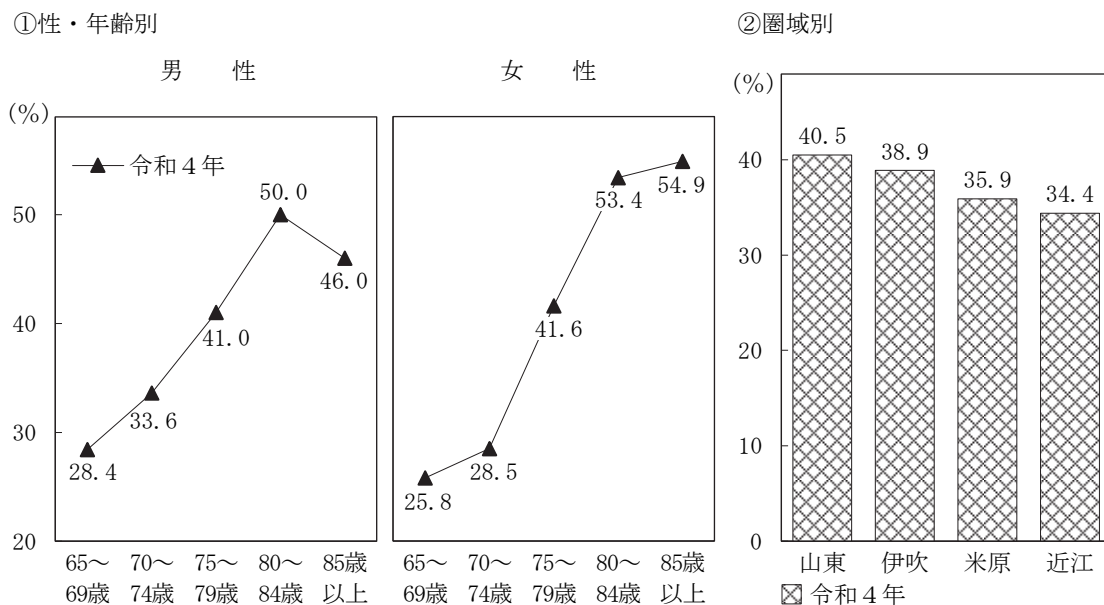 ①性・年齢別
男　性
(%)
50
40
30
20
令和４年
28.4
33.6
41.0
50.0
46.0
65～
69歳
70～
74歳
75～
79歳
80～
84歳
85歳
以上
女　性
25.8
28.5
41.6
53.4
54.9
65～
69歳
70～
74歳
75～
79歳
80～
84歳
85歳
以上
②圏域別
(%)
40
30
20
10
0
40.5
38.9
35.9
34.4
山東
伊吹
米原
近江
令和４年